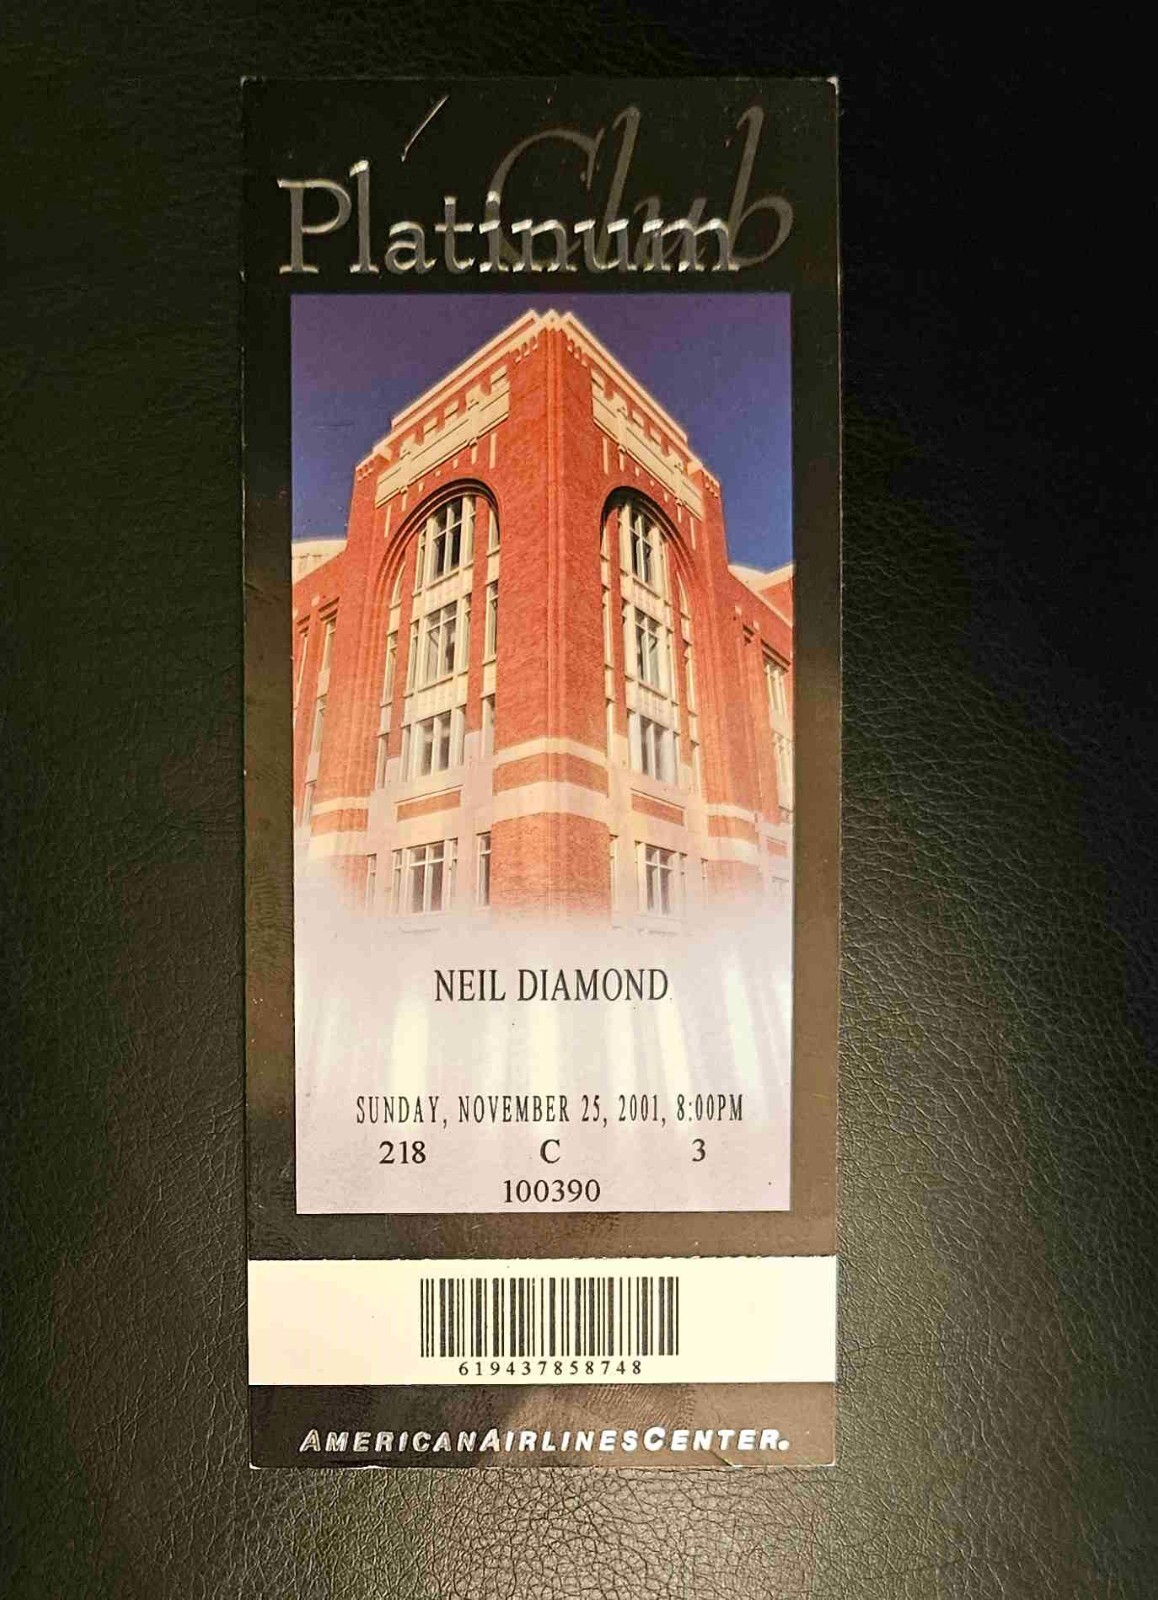 Platinum Club
NEIL DIAMOND
SUNDAY, NOVEMBER 25, 2001, 8:00PM
218 C 3
100390
619437858748
AMERICANAIRLINESCENTER.